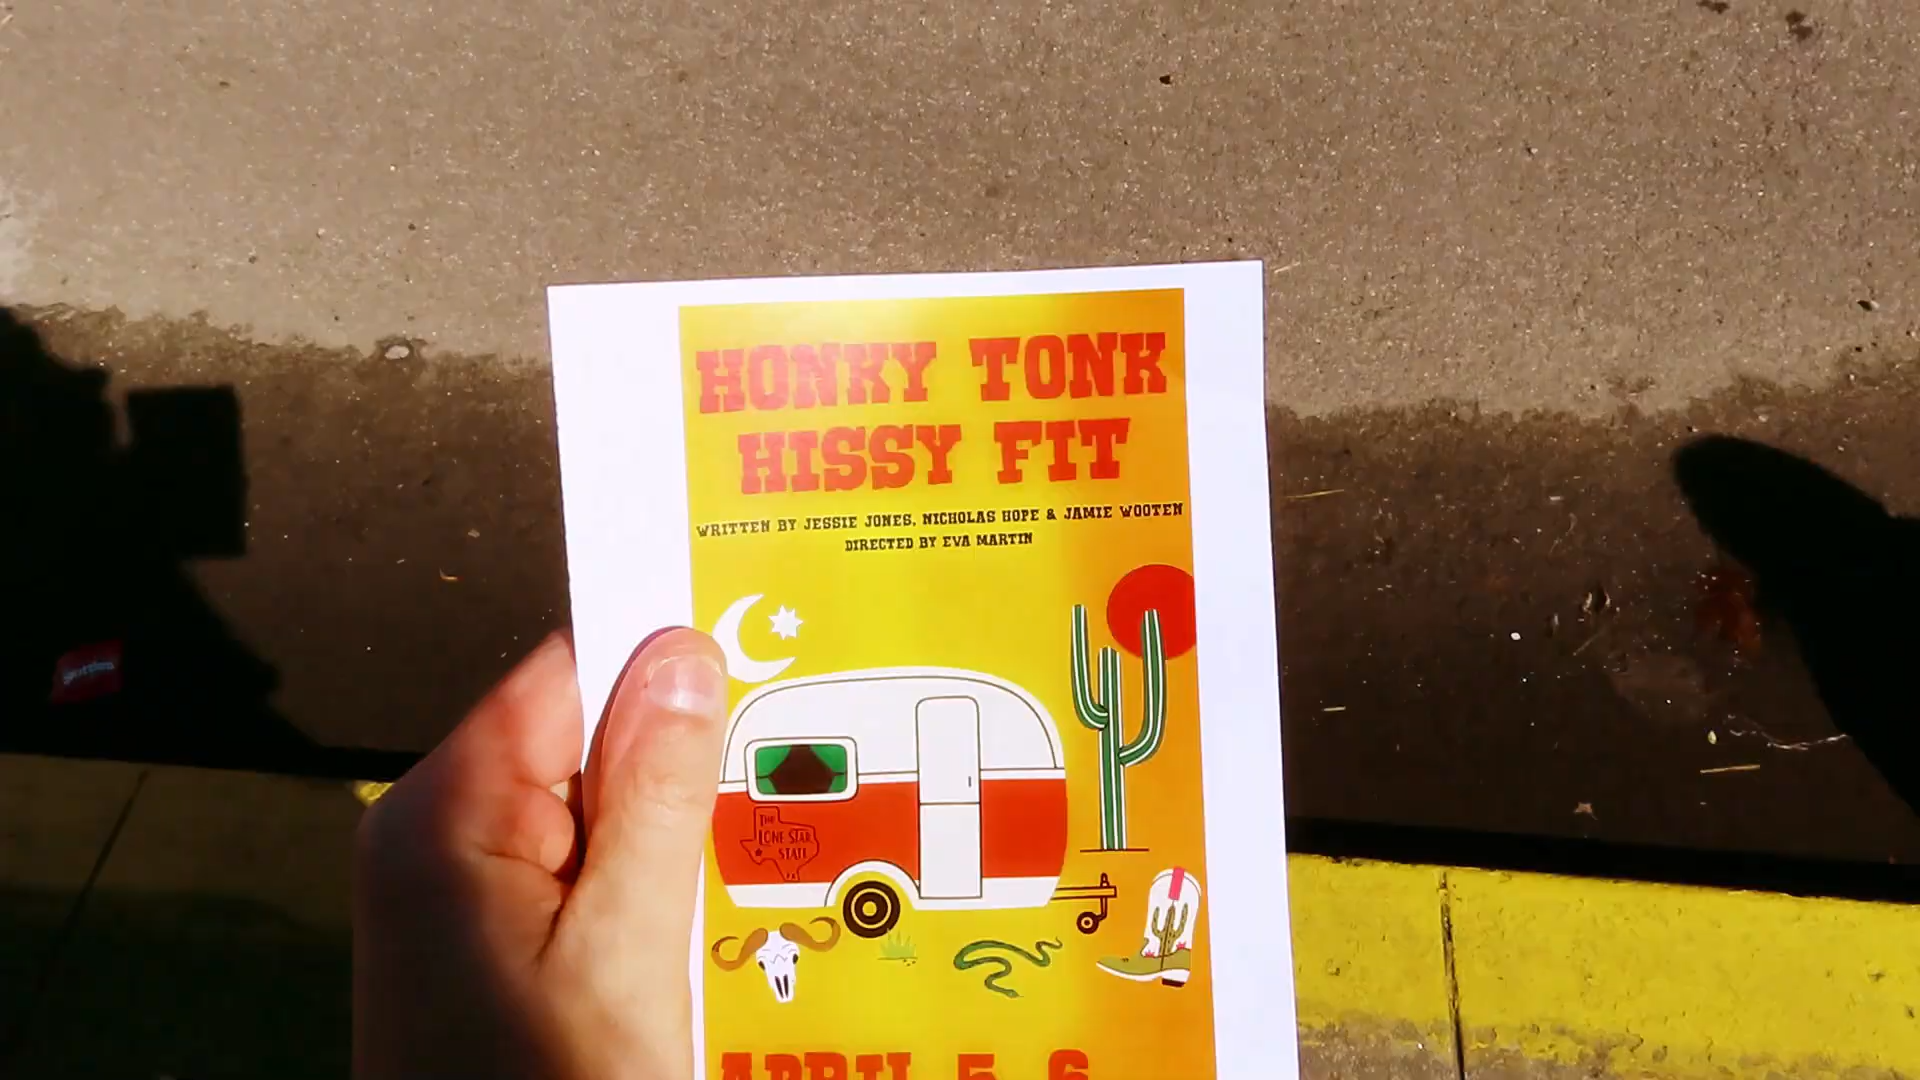 HONKY TONK
HISSY FIT
WRITTEN BY JESSIE JONES, NICHOLAS HOPE & JAMIE WOOTEN
DIRECTED BY EVA MARTIN
THE
LONE STAR
STATE
APRIL 5, 6
Skittles